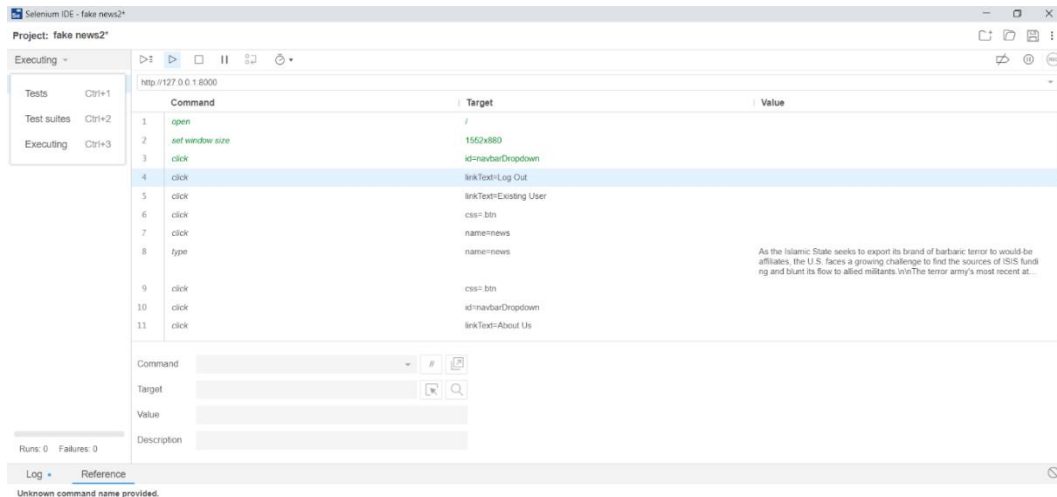 Selenium IDE - fake news2*
Project: fake news2*
Executing
http://127.0.0.1:8000
Tests Ctrl+1
Test suites Ctrl+2
Executing Ctrl+3
Command Target Value
1 open /
2 set window size 1552x880
3 click id=navbarDropdown
4 click linkText=Log Out
5 click linkText=Existing User
6 click css=.btn
7 click name=news
8 type name=news As the Islamic State seeks to export its brand of barbaric terror to would-be
affiliates, the U.S. faces a growing challenge to find the sources of ISIS fundi
ng and blunt its flow to allied militants.\n\nThe terror army's most recent at...
9 click css=.btn
10 click id=navbarDropdown
11 click linkText=About Us
Command //
Target
Value
Description
Runs: 0 Failures: 0
Log Reference
Unknown command name provided.